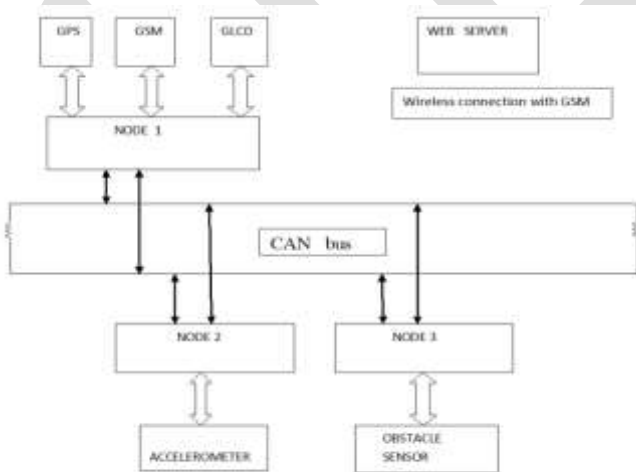 GPS
GSM
GLCD
WEB SERVER
Wireless connection with GSM
NODE 1
CAN bus
NODE 2
NODE 3
ACCELEROMETER
OBSTACLE
SENSOR